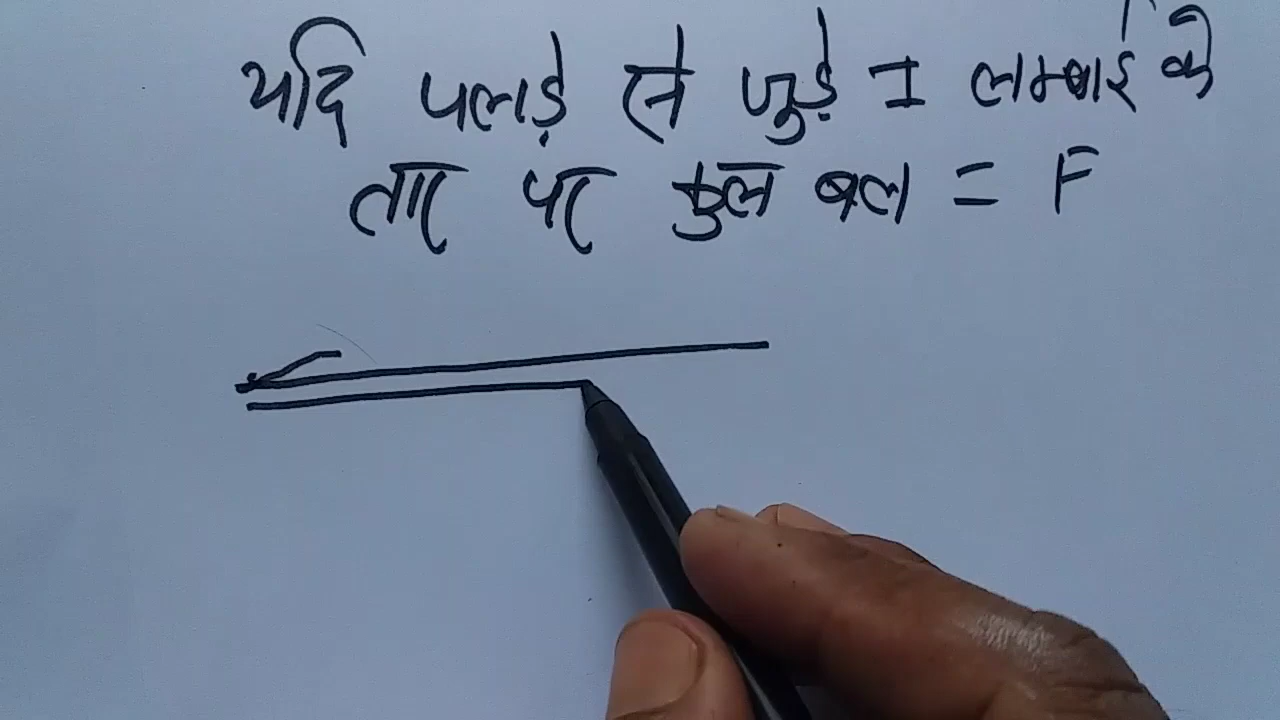 यदि पलड़े से जुड़े I लम्बाई के
तार पर कुल बल = F